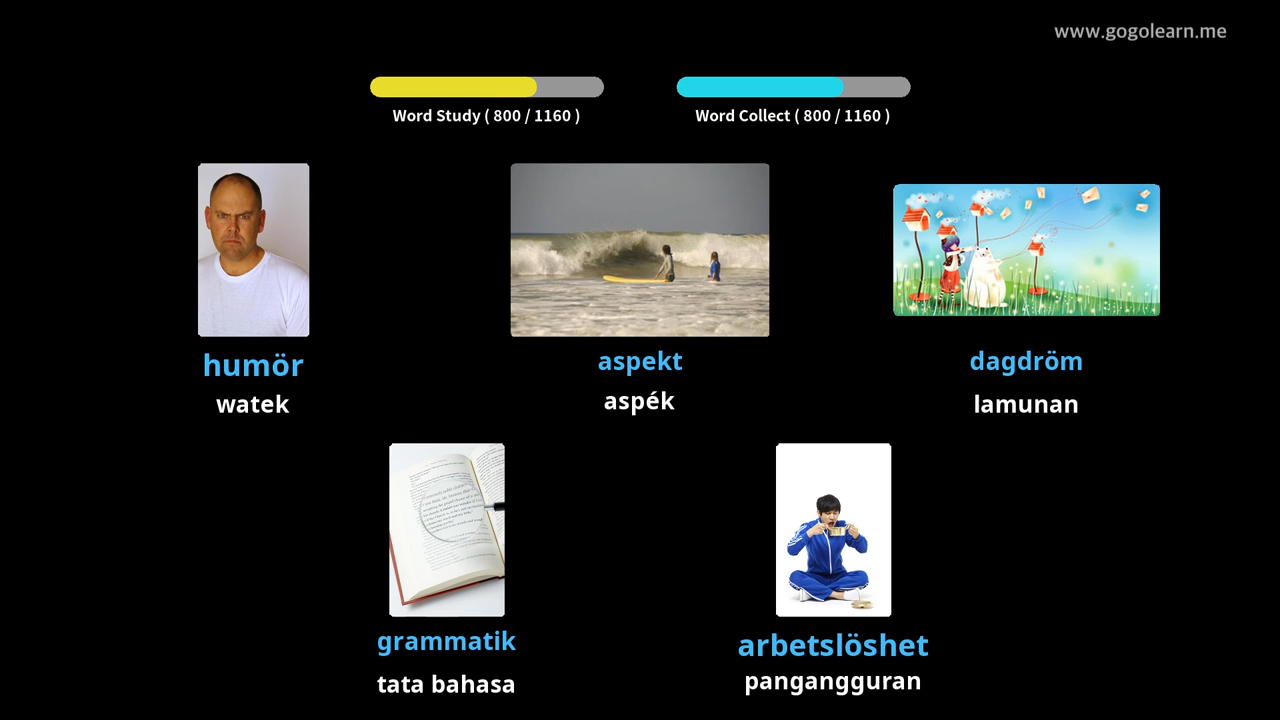 www.gogolearn.me
Word Study ( 800 / 1160 )
Word Collect ( 800 / 1160 )
humör
watek
aspekt
aspék
dagdröm
lamunan
grammatik
tata bahasa
arbetslöshet
pangangguran